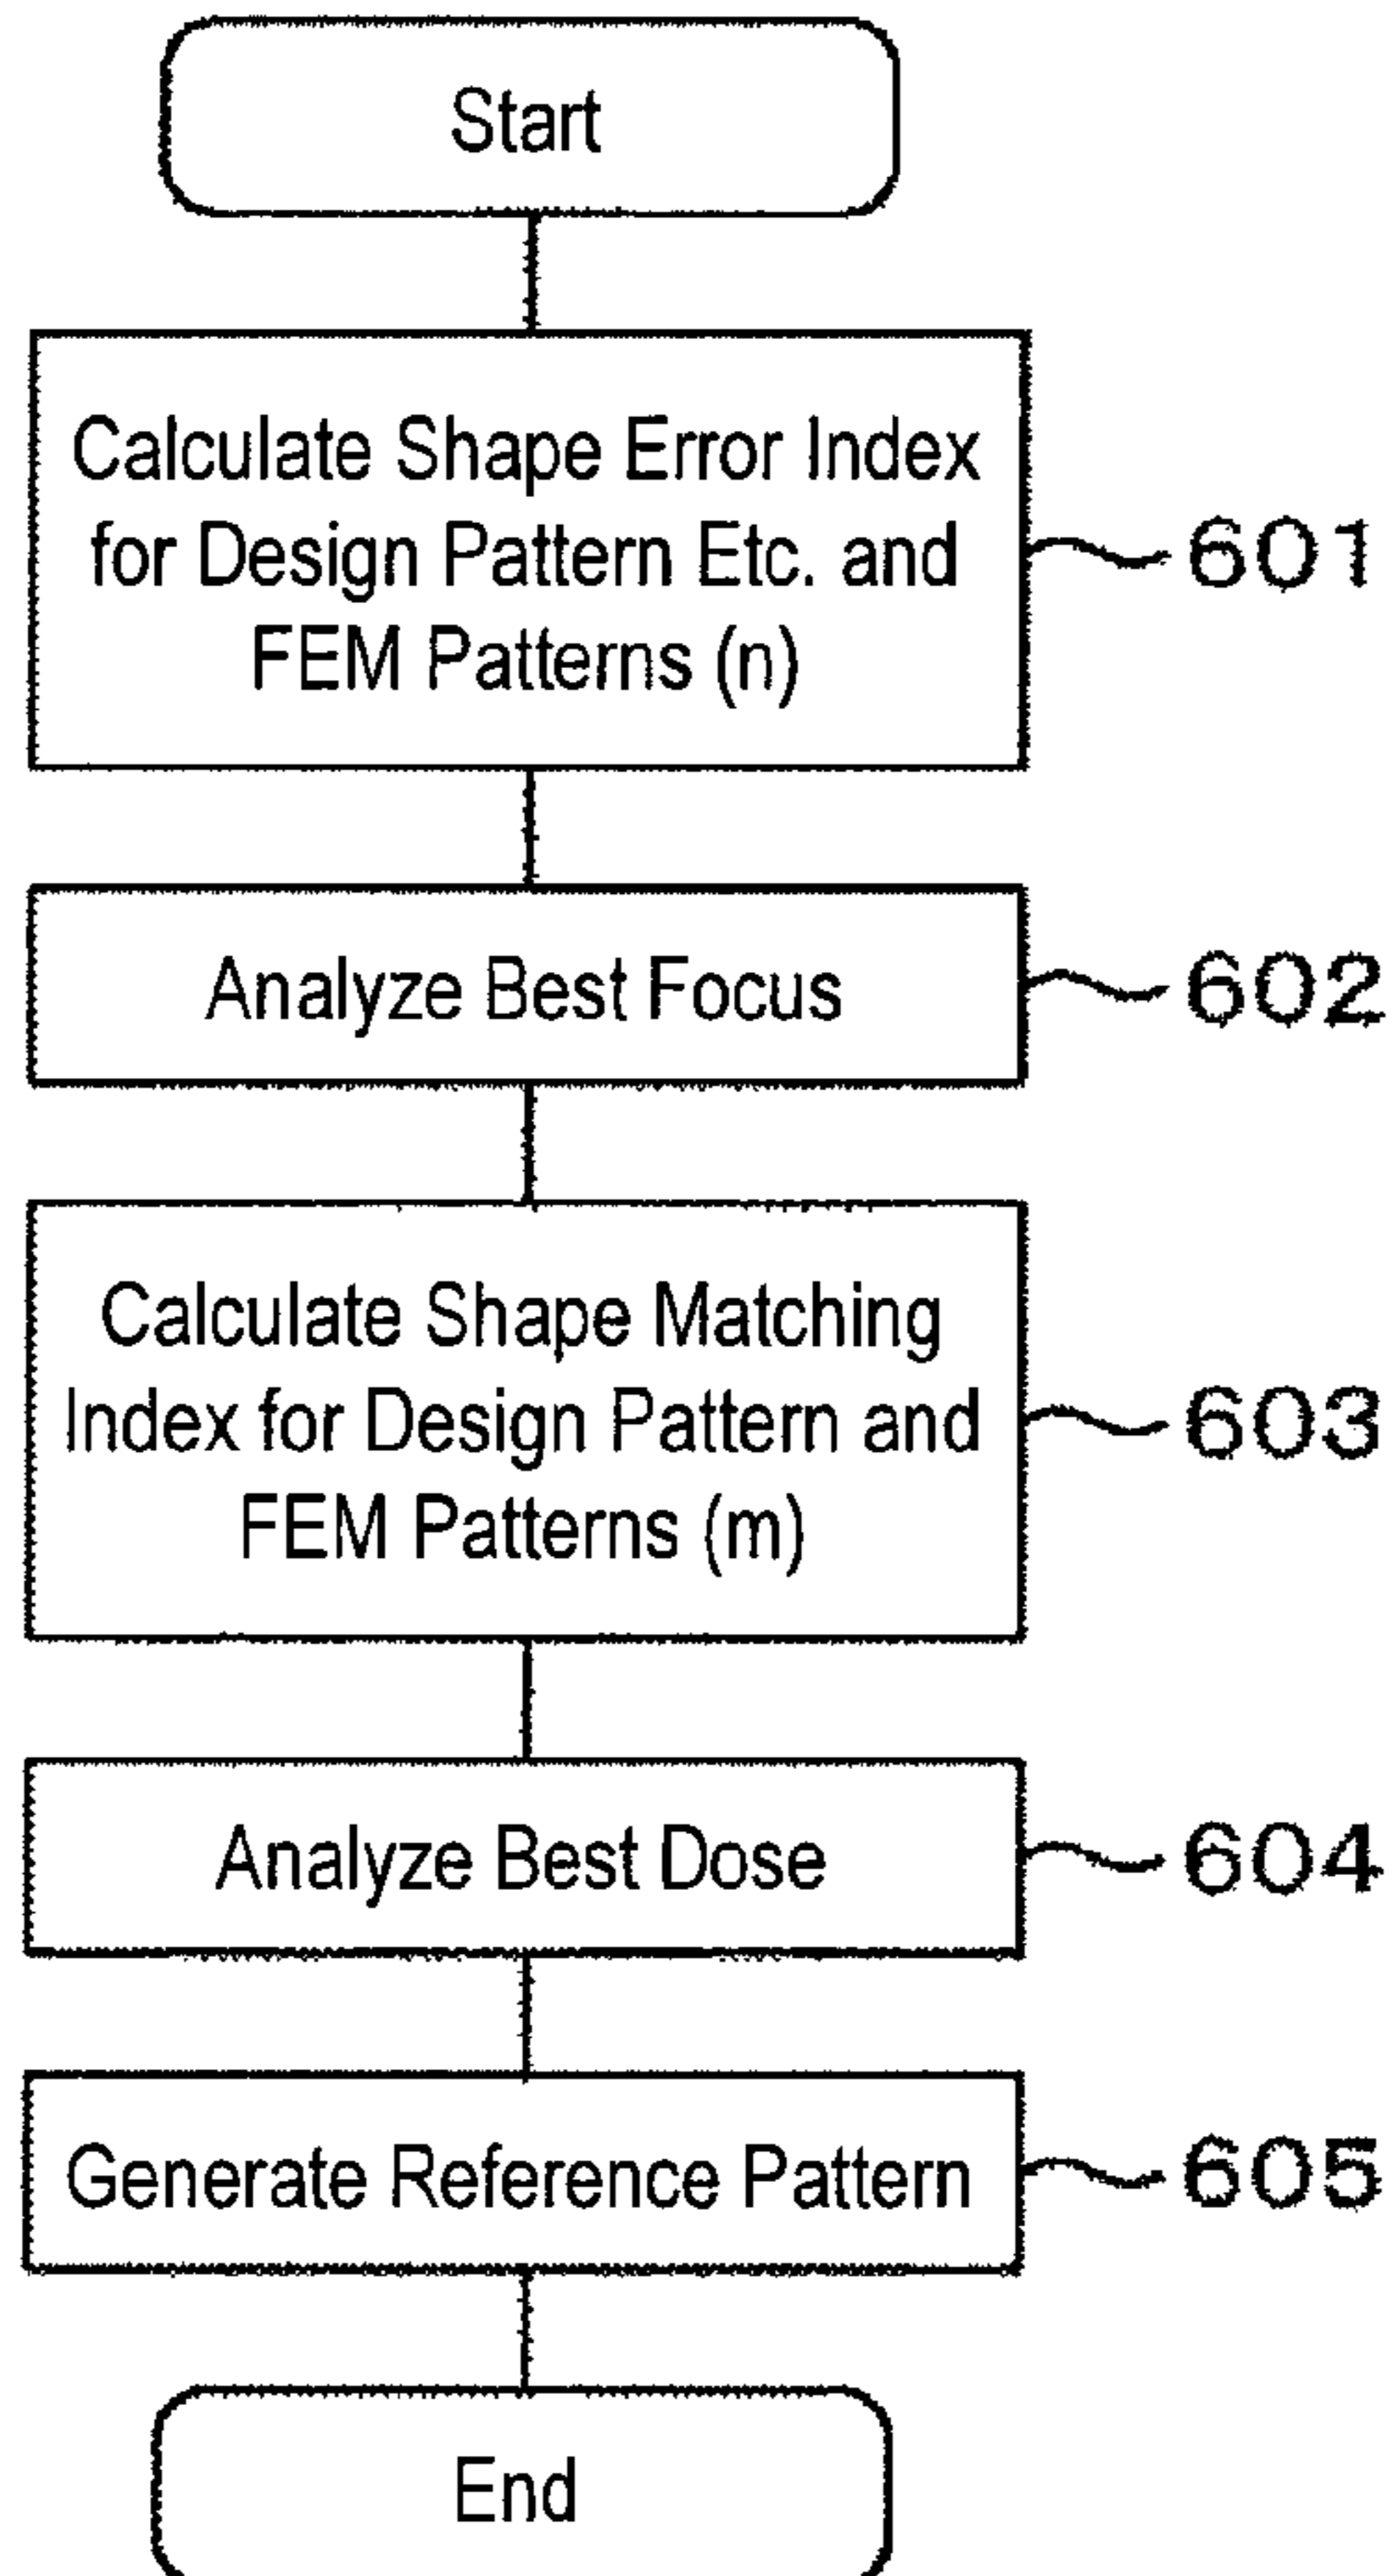 Start
Calculate Shape Error Index
for Design Pattern Etc. and
FEM Patterns (n)
601
Analyze Best Focus
602
Calculate Shape Matching
Index for Design Pattern and
FEM Patterns (m)
603
Analyze Best Dose
604
Generate Reference Pattern
605
End